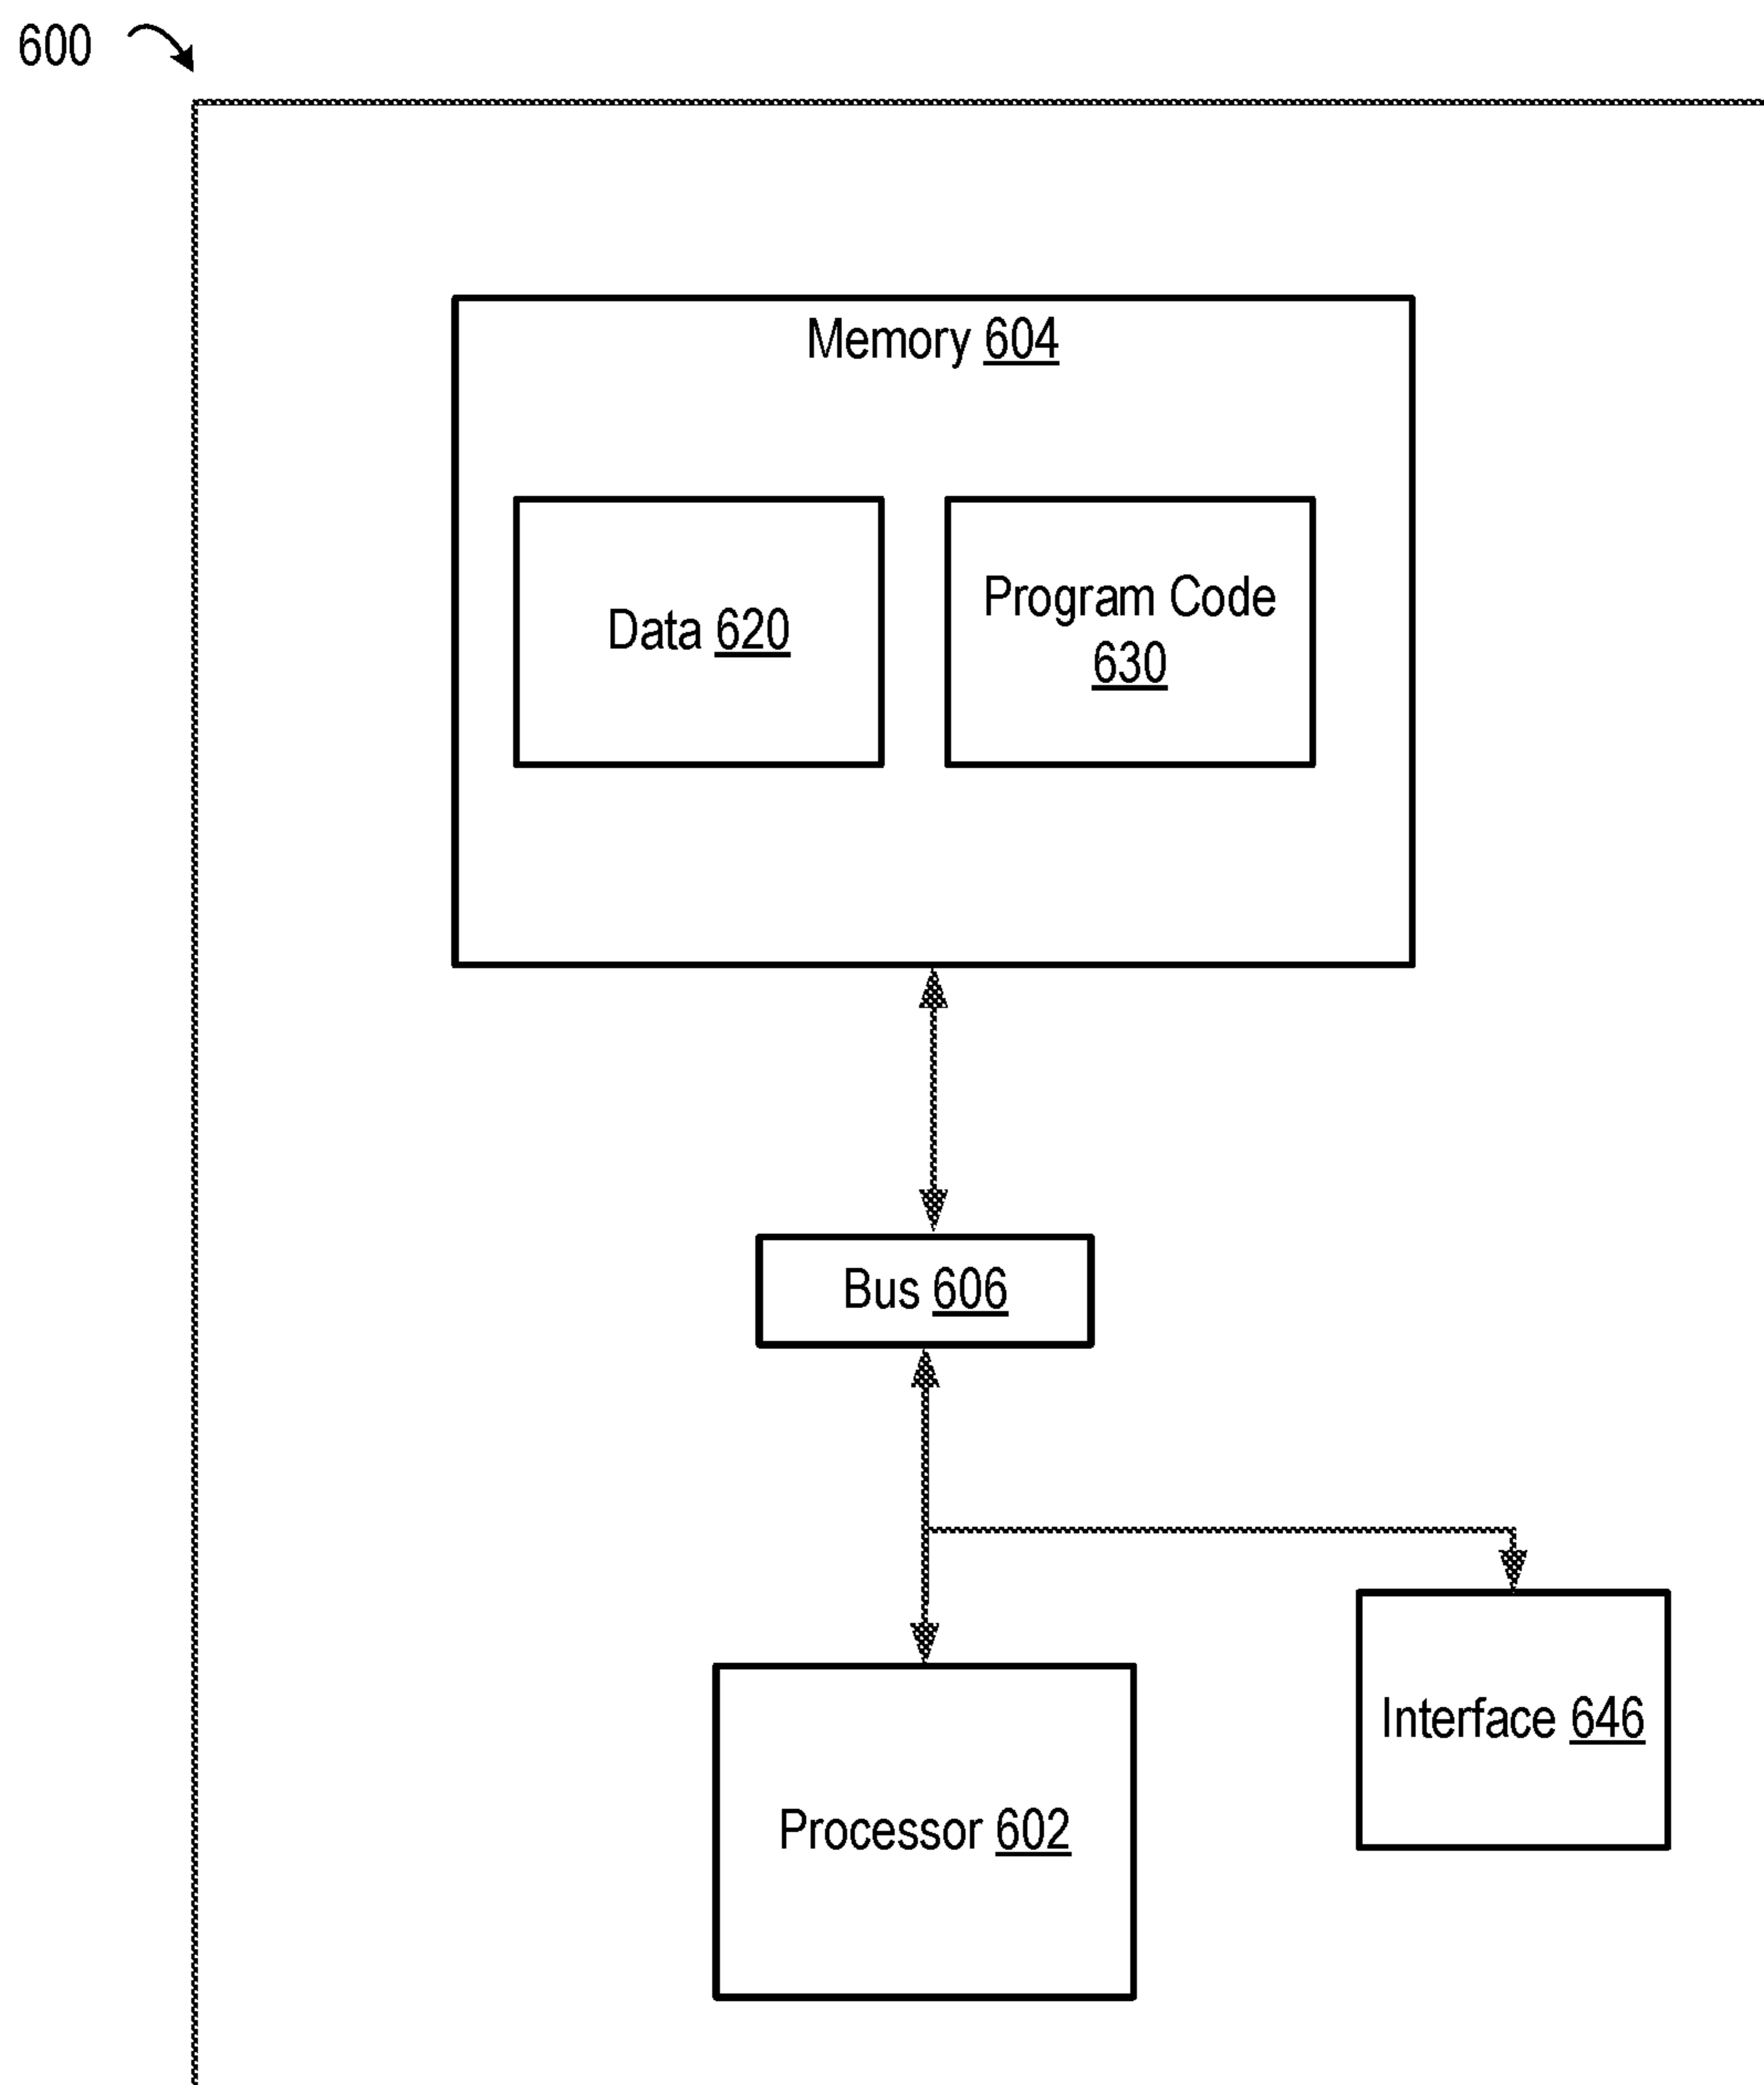 600
Memory 604
Data 620
Program Code
630
Bus 606
Interface 646
Processor 602